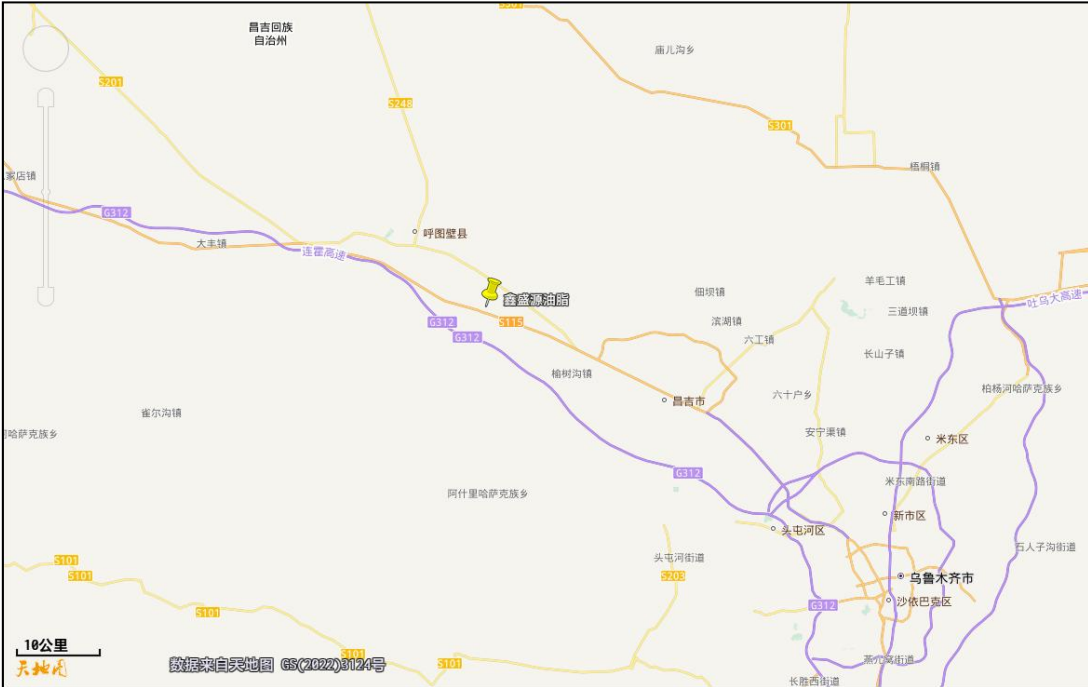 S301
昌吉回族
自治州
庙儿沟乡
S201
S248
S301
梧桐镇
家店镇
G312
呼图壁县
大丰镇
连霍高速
羊毛工镇
佃坝镇
鑫盛源油脂
吐乌大高速
三道坝镇
G312
S115
滨湖镇
G312
六工镇
长山子镇
榆树沟镇
柏杨河哈萨克族乡
六十户乡
昌吉市
雀尔沟镇
哈萨克族乡
安宁渠镇
米东区
G312
米东南路街道
阿什里哈萨克族乡
新市区
头屯河区
石人子沟街道
头屯河街道
S101
S101
S203
乌鲁木齐市
沙依巴克区
G312
S101
10公里
天地图
数据来自天地图 GS(2022)3124号
S101
S101
燕儿窝街道
长胜西街道